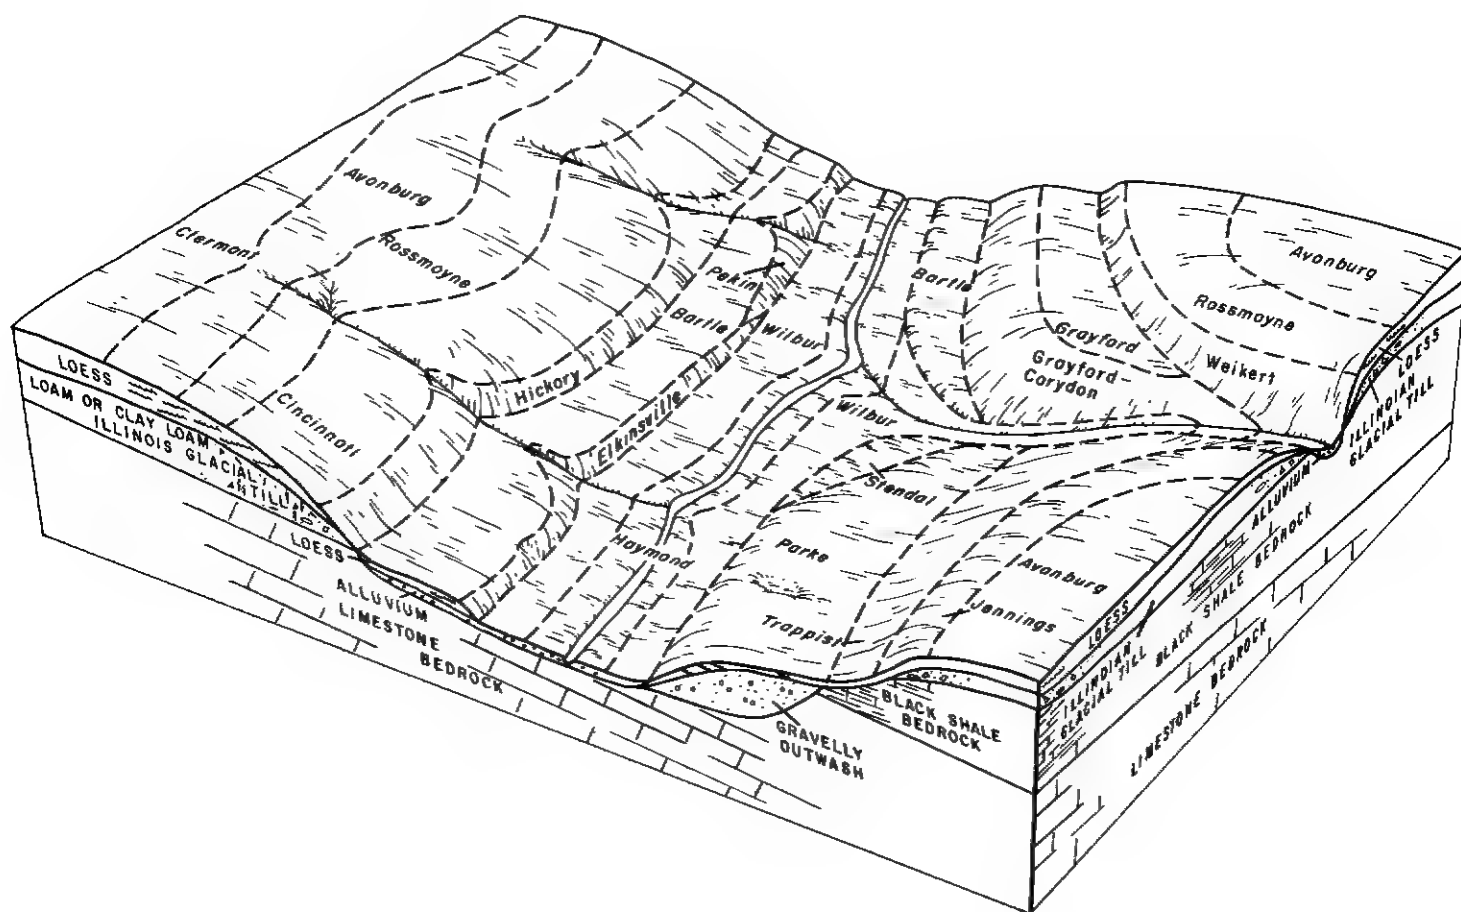 Avonburg
Clermont
Rossmoyne
Pekin
Bartle
Wilbur
Hickory
Elkinsville
Cincinnati
Bartle
Avonburg
Rossmoyne
Grayford
Grayford-
Corydon
Weikert
Wilbur
Stendal
Haymond
Parke
Avonburg
Jennings
Trappist
LOESS
LOAM OR CLAY LOAM
ILLINOIS GLACIAL
TILL
LOESS
ALLUVIUM
LIMESTONE
BEDROCK
GRAVELLY
OUTWASH
BLACK SHALE
BEDROCK
LOESS
ILLINOIAN
GLACIAL TILL
BLACK SHALE BEDROCK
LIMESTONE BEDROCK
ALLUVIUM
LOESS
ILLINOIAN
GLACIAL TILL